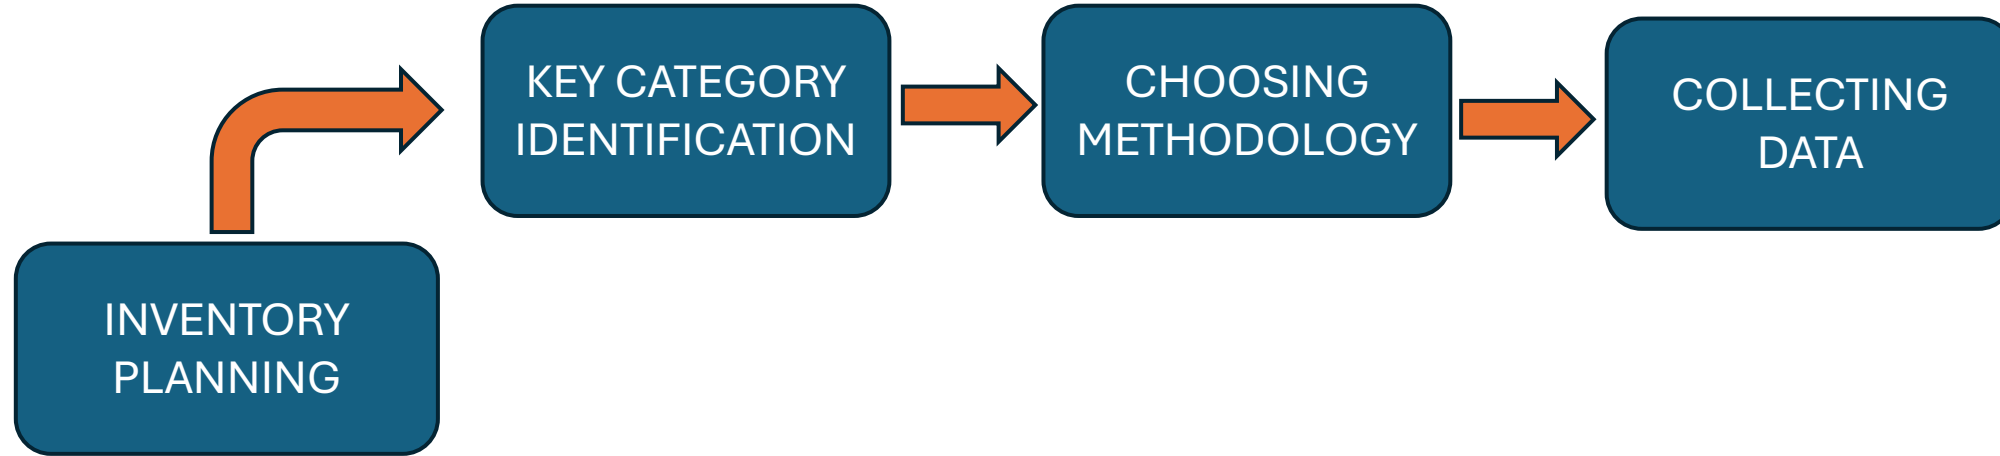 INVENTORY
PLANNING
KEY CATEGORY
IDENTIFICATION
CHOOSING
METHODOLOGY
COLLECTING
DATA